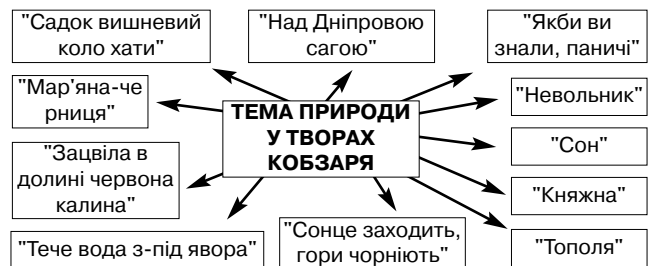 "Садок вишневий
коло хати"
"Над Дніпровою
сагою"
"Якби ви
знали, паничі"
"Мар'яна-че
рниця"
ТЕМА ПРИРОДИ
У ТВОРАХ
КОБЗАРЯ
"Невольник"
"Сон"
"Зацвіла в
долині червона
калина"
"Княжна"
"Тече вода з-під явора"
"Сонце заходить,
гори чорніють"
"Тополя"